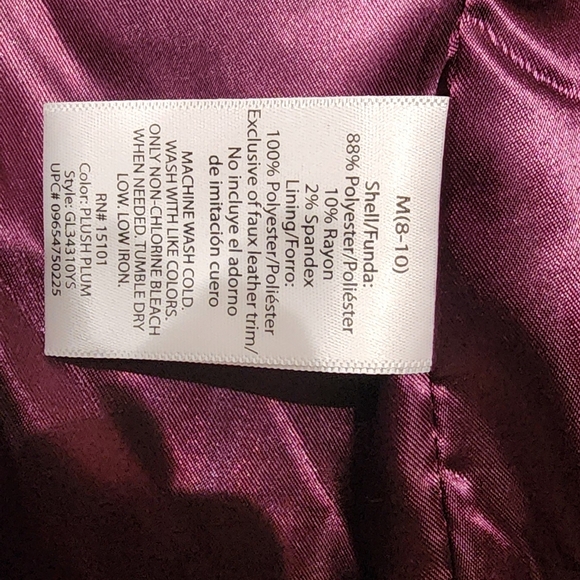 M(8-10)
Shell/Funda:
88% Polyester/Poliéster
10% Rayon
2% Spandex
Lining/Forro:
100% Polyester/Poliéster
Exclusive of faux leather trim/
No incluye el adorno
de imitación cuero
MACHINE WASH COLD.
WASH WITH LIKE COLORS.
ONLY NON-CHLORINE BLEACH
WHEN NEEDED. TUMBLE DRY
LOW. LOW IRON.
RN# 15101
Color: PLUSH PLUM
Style: GL34310YS
UPC# 09654750225